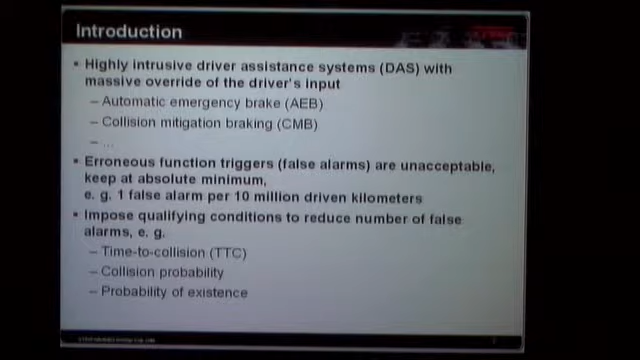 Introduction
Highly intrusive driver assistance systems (DAS) with
massive override of the driver's input
– Automatic emergency brake (AEB)
– Collision mitigation braking (CMB)
– ...
Erroneous function triggers (false alarms) are unacceptable,
keep at absolute minimum,
e. g. 1 false alarm per 10 million driven kilometers
Impose qualifying conditions to reduce number of false
alarms, e. g.
– Time-to-collision (TTC)
– Collision probability
– Probability of existence